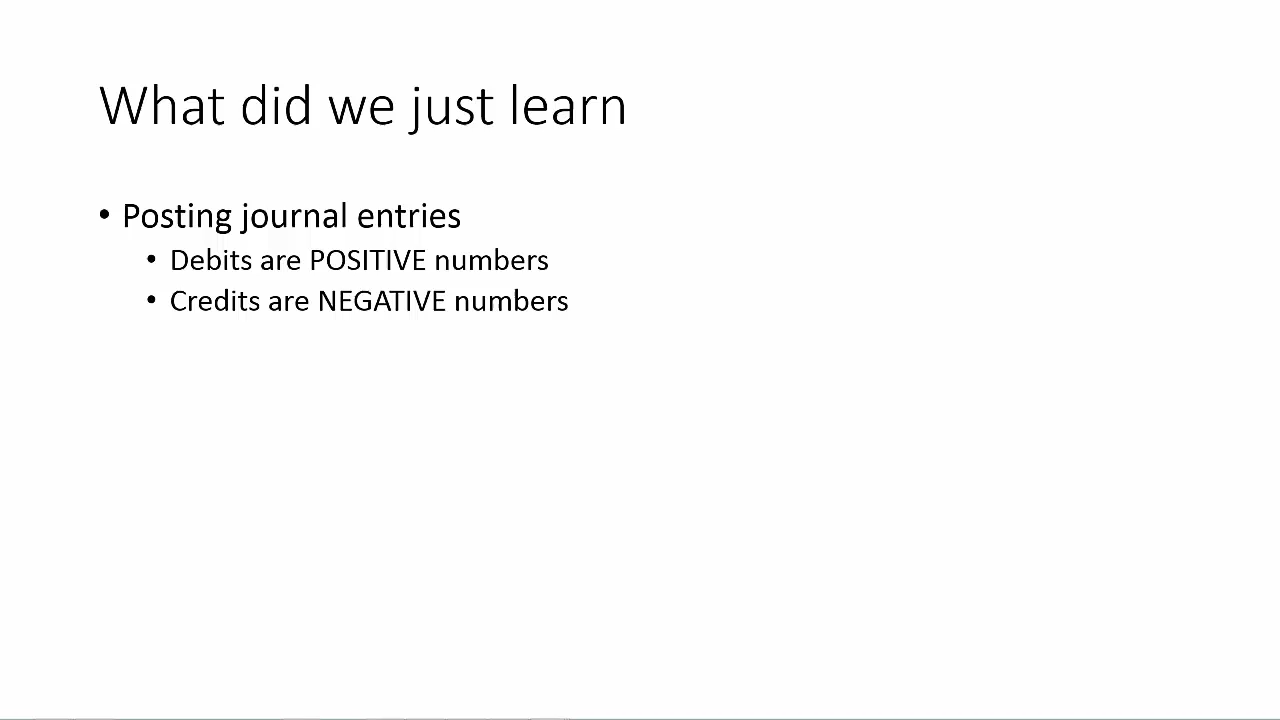 What did we just learn
• Posting journal entries
• Debits are POSITIVE numbers
• Credits are NEGATIVE numbers